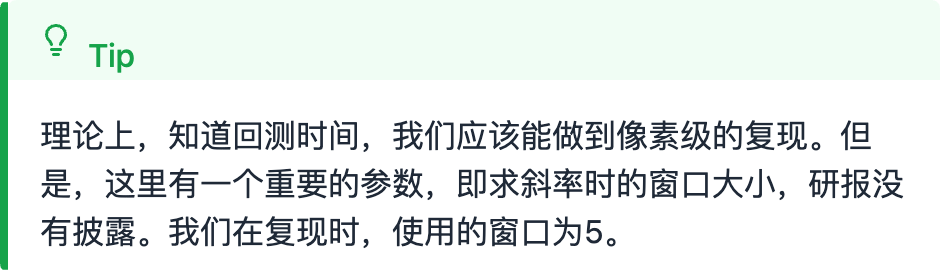 Tip
理论上，知道回测时间，我们应该能做到像素级的复现。但
是，这里有一个重要的参数，即求斜率时的窗口大小，研报没
有披露。我们在复现时，使用的窗口为5。